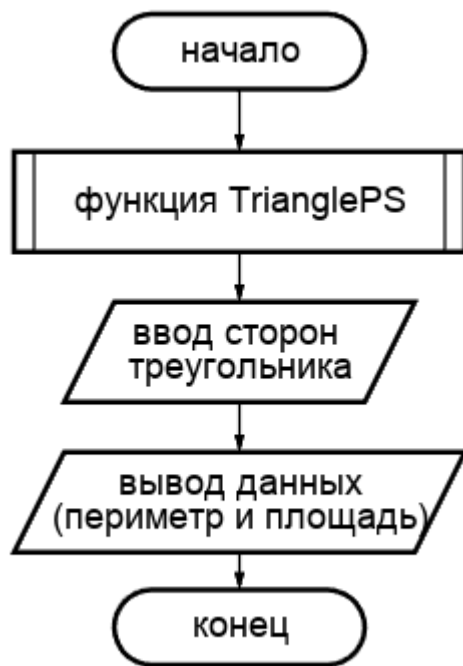 начало
функция TrianglePS
ввод сторон
треугольника
вывод данных
(периметр и площадь)
конец